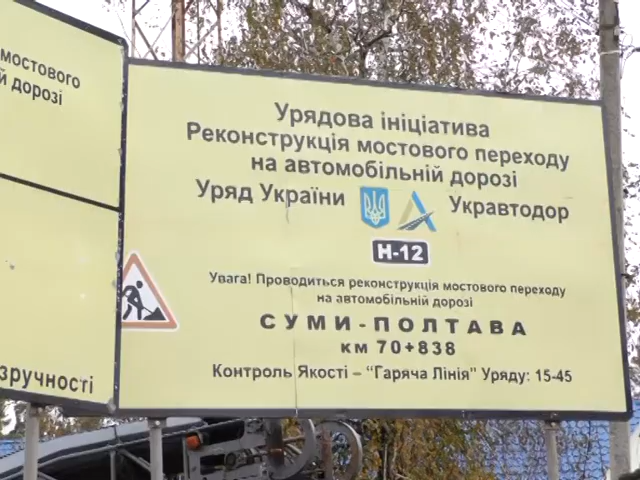 мостового
й дорозі
зручності
Урядова ініціатива
Реконструкція мостового переходу
на автомобільній дорозі
Уряд України Укравтодор
Н-12
Увага! Проводиться реконструкція мостового переходу
на автомобільній дорозі
СУМИ-ПОЛТАВА
км 70+838
Контроль Якості – "Гаряча Лінія" Уряду: 15-45